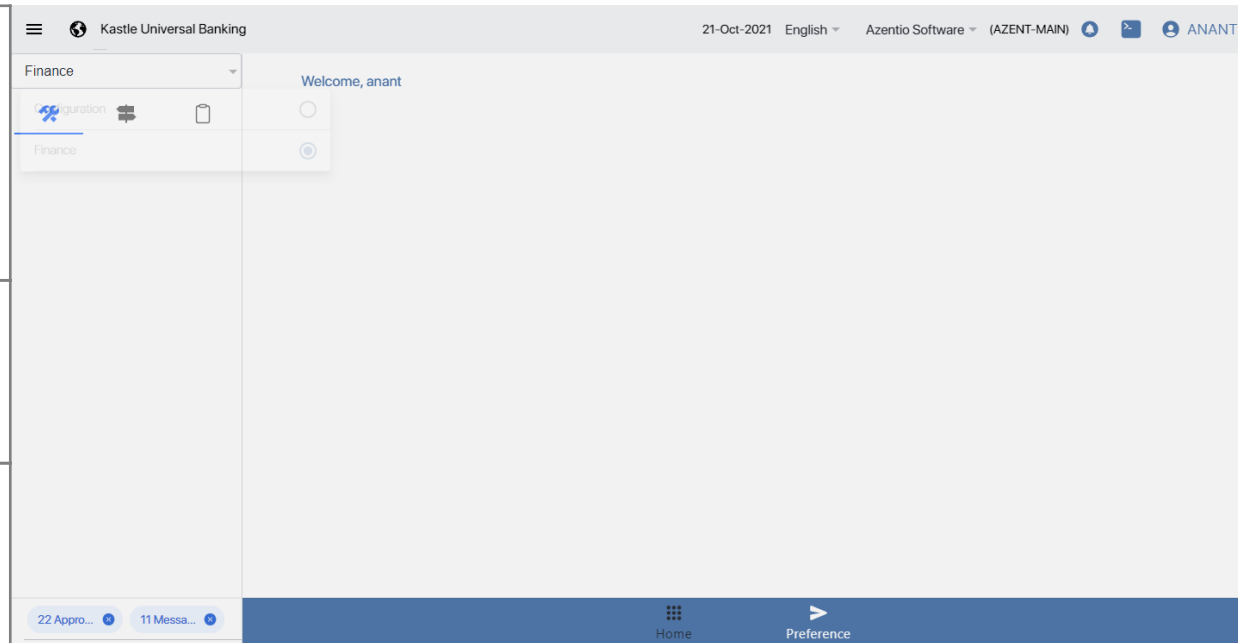 Kastle Universal Banking 21-Oct-2021 English Azentio Software (AZENT-MAIN) ANANT
Finance
Welcome, anant
Configuration
Finance
22 Appro... 11 Messa...
Home Preference